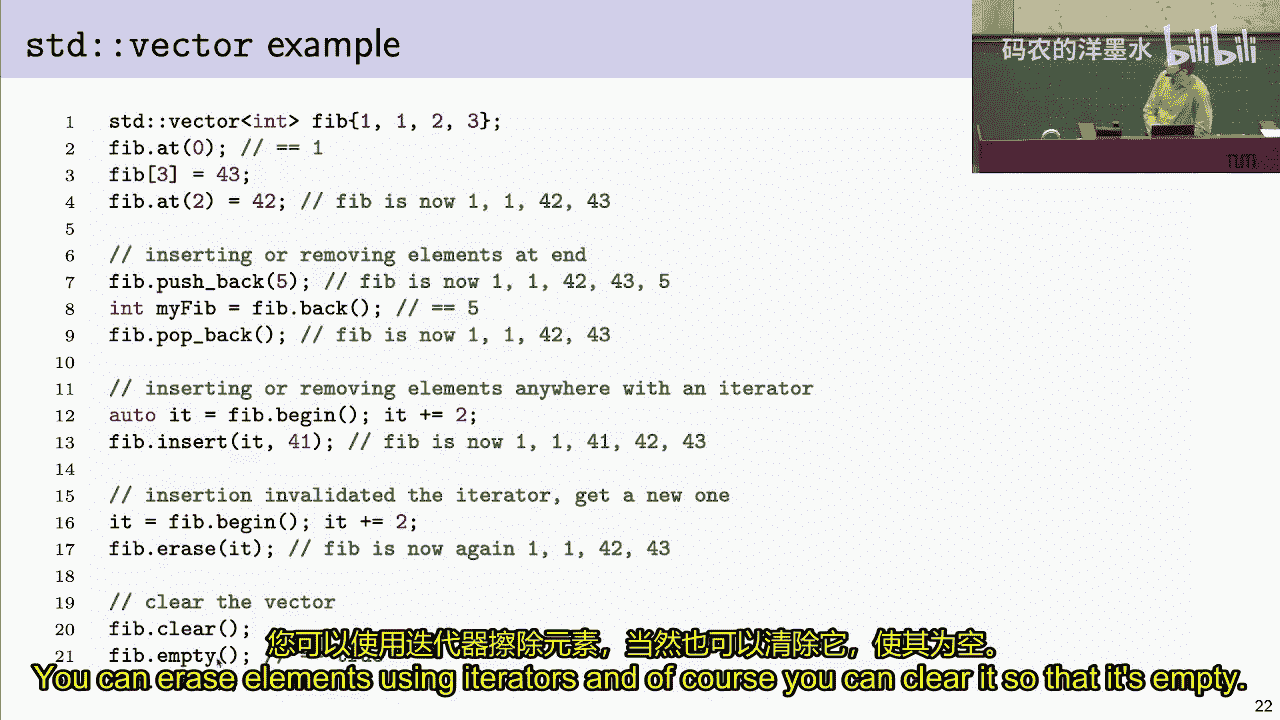 std::vector example
码农的洋墨水 bilibili
TUM
1 std::vector<int> fib{1, 1, 2, 3};
2 fib.at(0); // == 1
3 fib[3] = 43;
4 fib.at(2) = 42; // fib is now 1, 1, 42, 43
5
6 // inserting or removing elements at end
7 fib.push_back(5); // fib is now 1, 1, 42, 43, 5
8 int myFib = fib.back(); // == 5
9 fib.pop_back(); // fib is now 1, 1, 42, 43
10
11 // inserting or removing elements anywhere with an iterator
12 auto it = fib.begin(); it += 2;
13 fib.insert(it, 41); // fib is now 1, 1, 41, 42, 43
14
15 // insertion invalidated the iterator, get a new one
16 it = fib.begin(); it += 2;
17 fib.erase(it); // fib is now again 1, 1, 42, 43
18
19 // clear the vector
20 fib.clear();
21 fib.empty(); //
您可以使用迭代器擦除元素，当然也可以清除它，使其为空。
You can erase elements using iterators and of course you can clear it so that it's empty.
22